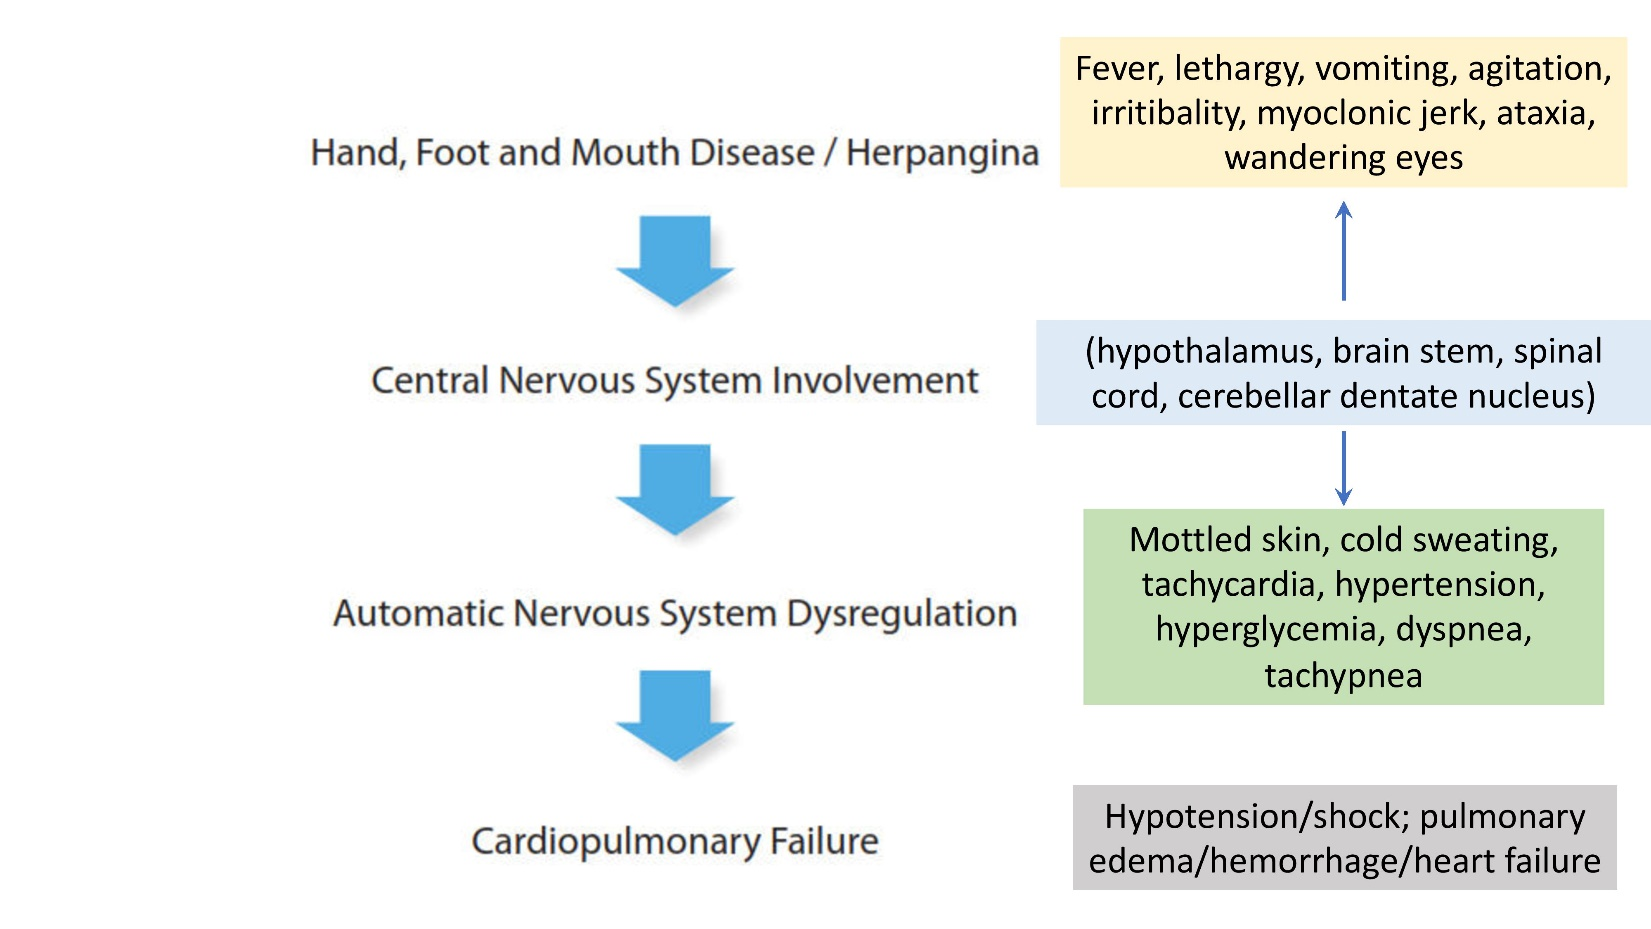 Fever, lethargy, vomiting, agitation,
irritibality, myoclonic jerk, ataxia,
wandering eyes
Hand, Foot and Mouth Disease / Herpangina
(hypothalamus, brain stem, spinal
cord, cerebellar dentate nucleus)
Central Nervous System Involvement
Mottled skin, cold sweating,
tachycardia, hypertension,
hyperglycemia, dyspnea,
tachypnea
Automatic Nervous System Dysregulation
Hypotension/shock; pulmonary
edema/hemorrhage/heart failure
Cardiopulmonary Failure